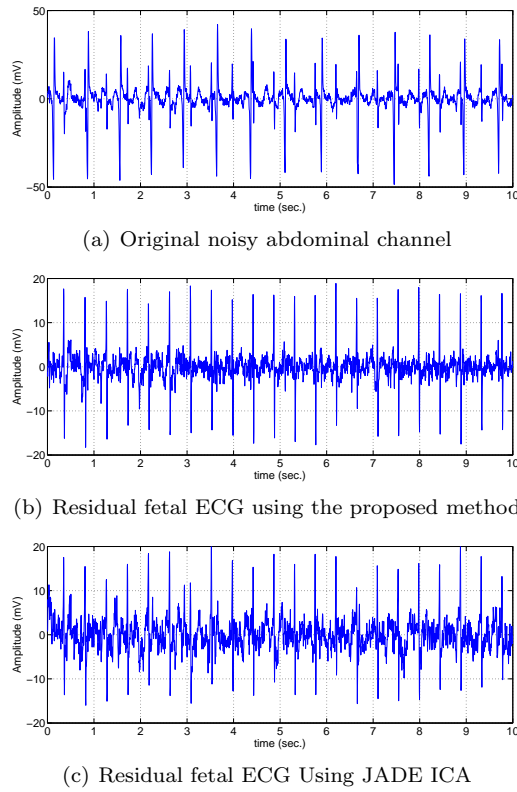 50
0
−50
Amplitude (mV)
0 1 2 3 4 5 6 7 8 9 10
time (sec.)
(a) Original noisy abdominal channel
20
10
0
−10
−20
Amplitude (mV)
0 1 2 3 4 5 6 7 8 9 10
time (sec.)
(b) Residual fetal ECG using the proposed method
20
10
0
−10
−20
Amplitude (mV)
0 1 2 3 4 5 6 7 8 9 10
time (sec.)
(c) Residual fetal ECG Using JADE ICA